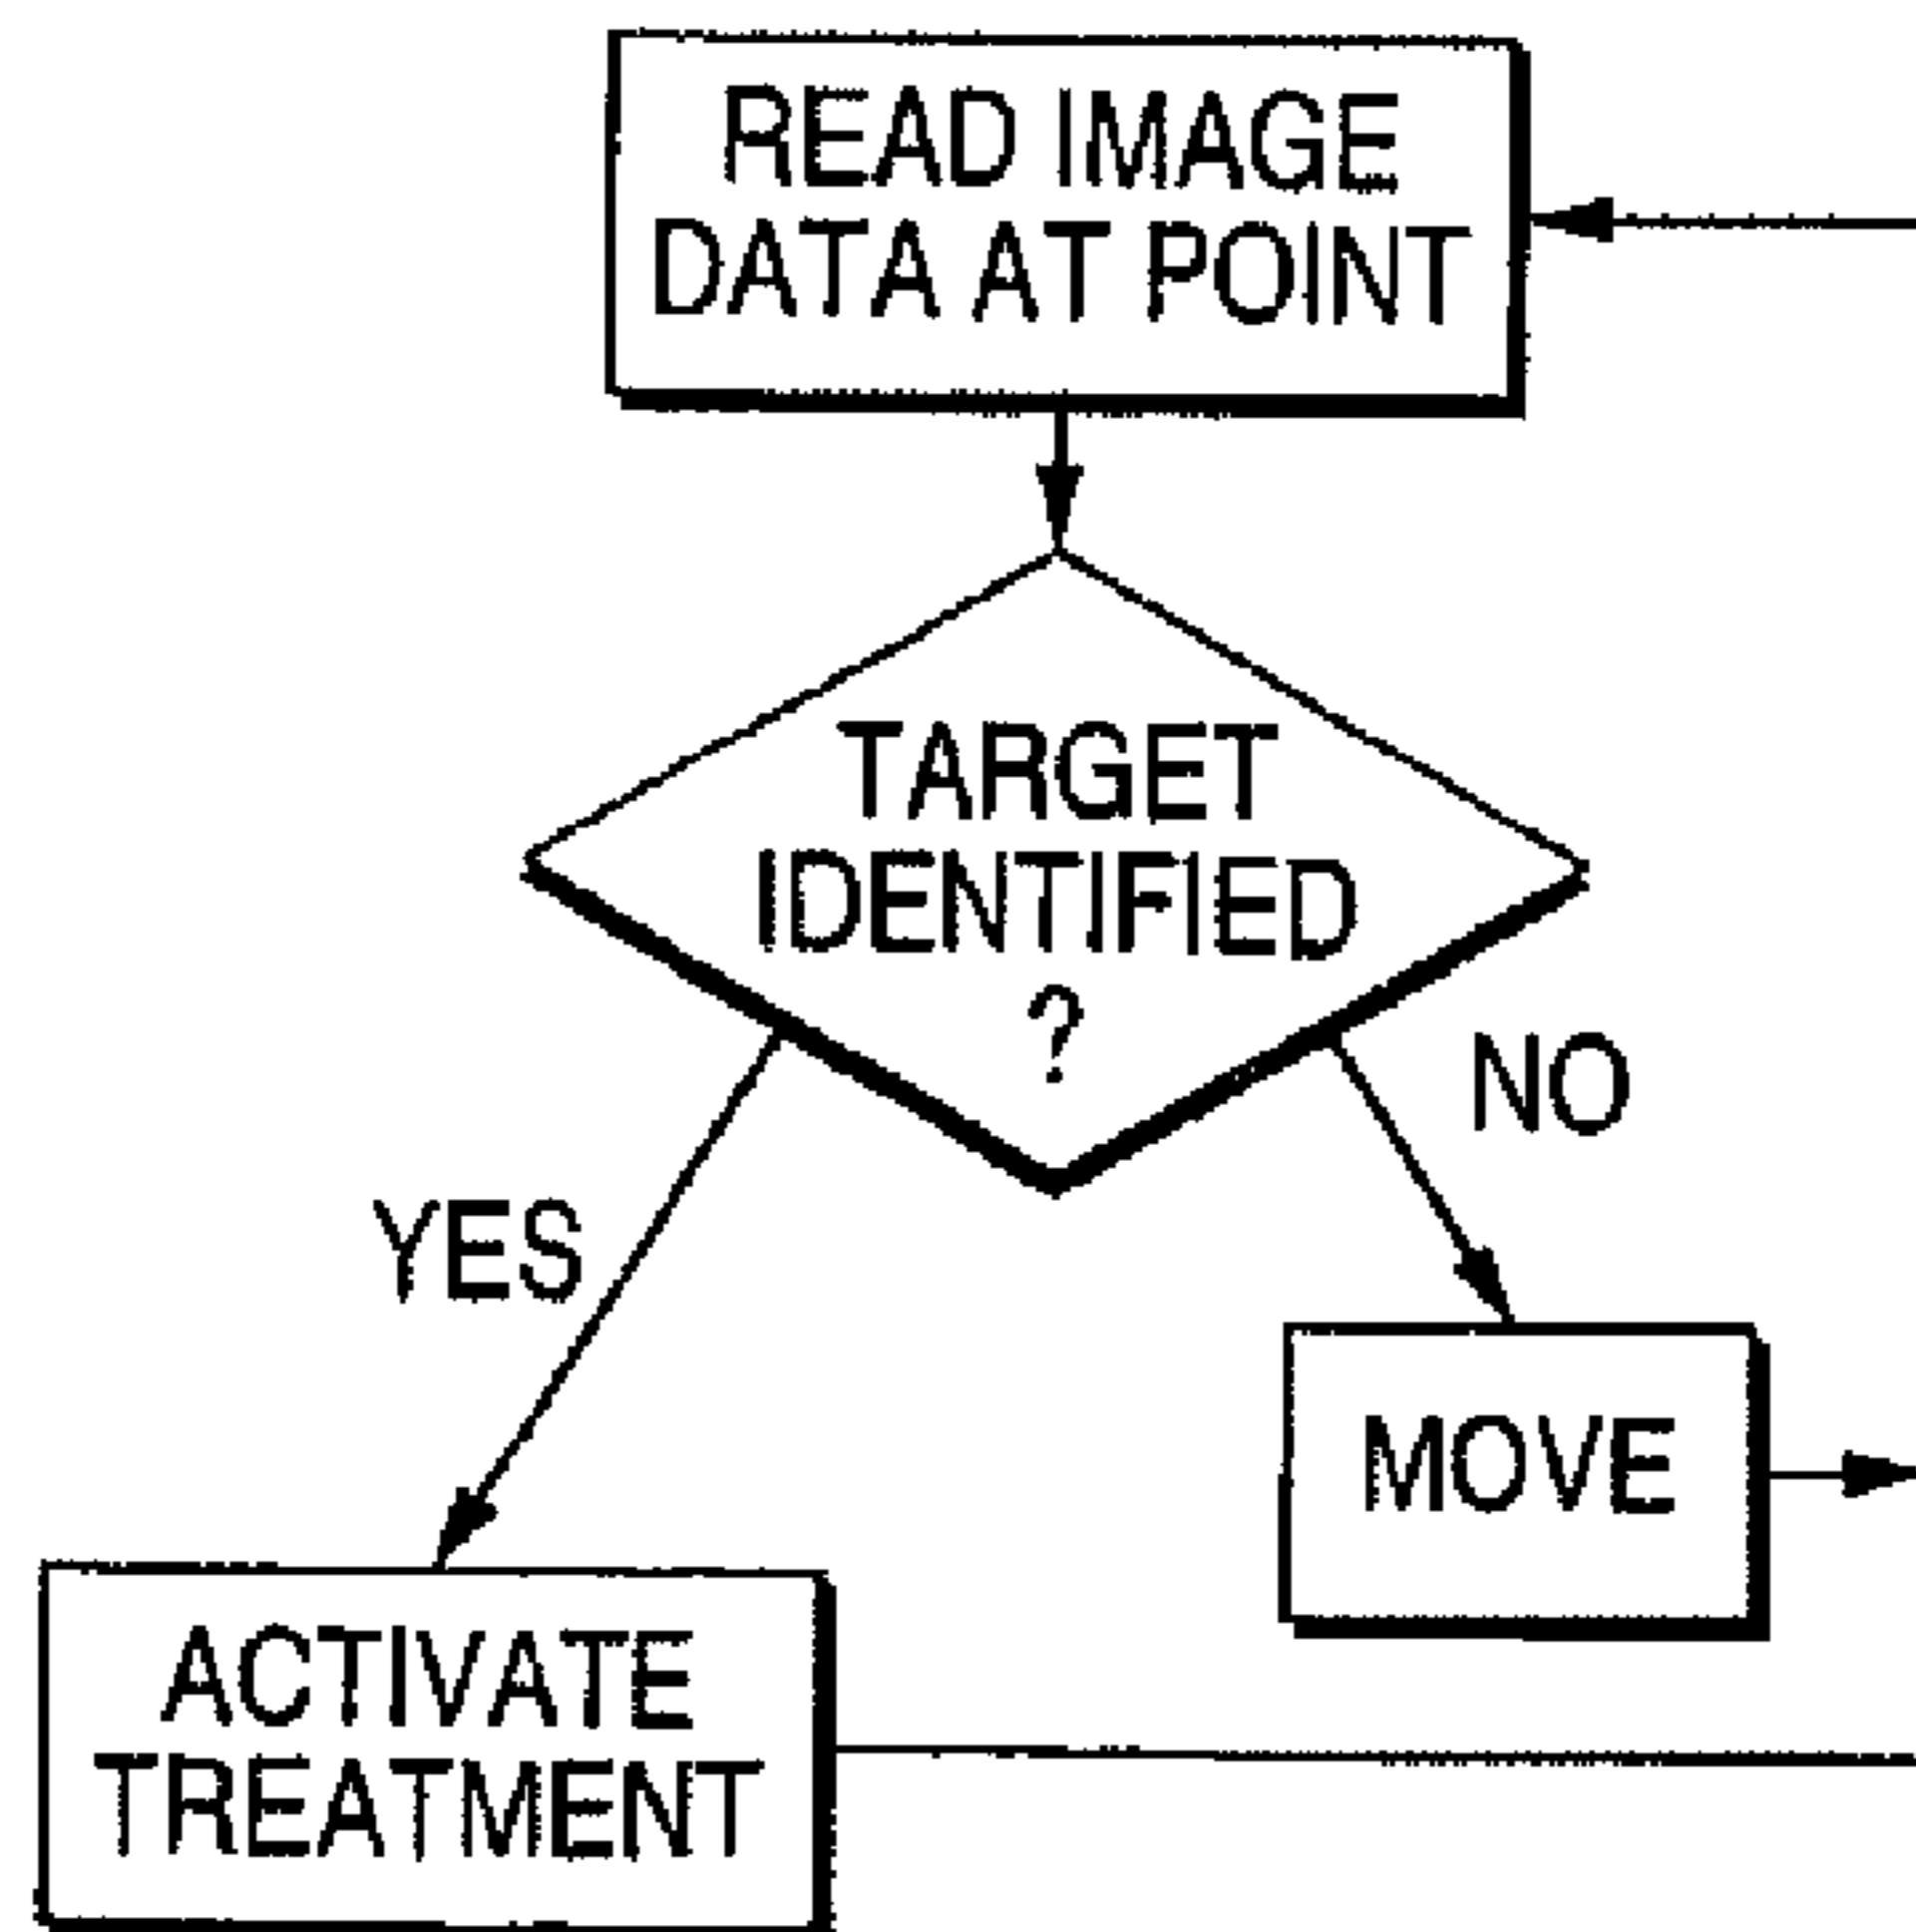 READ IMAGE
DATA AT POINT
TARGET
IDENTIFIED
?
NO
YES
MOVE
ACTIVATE
TREATMENT